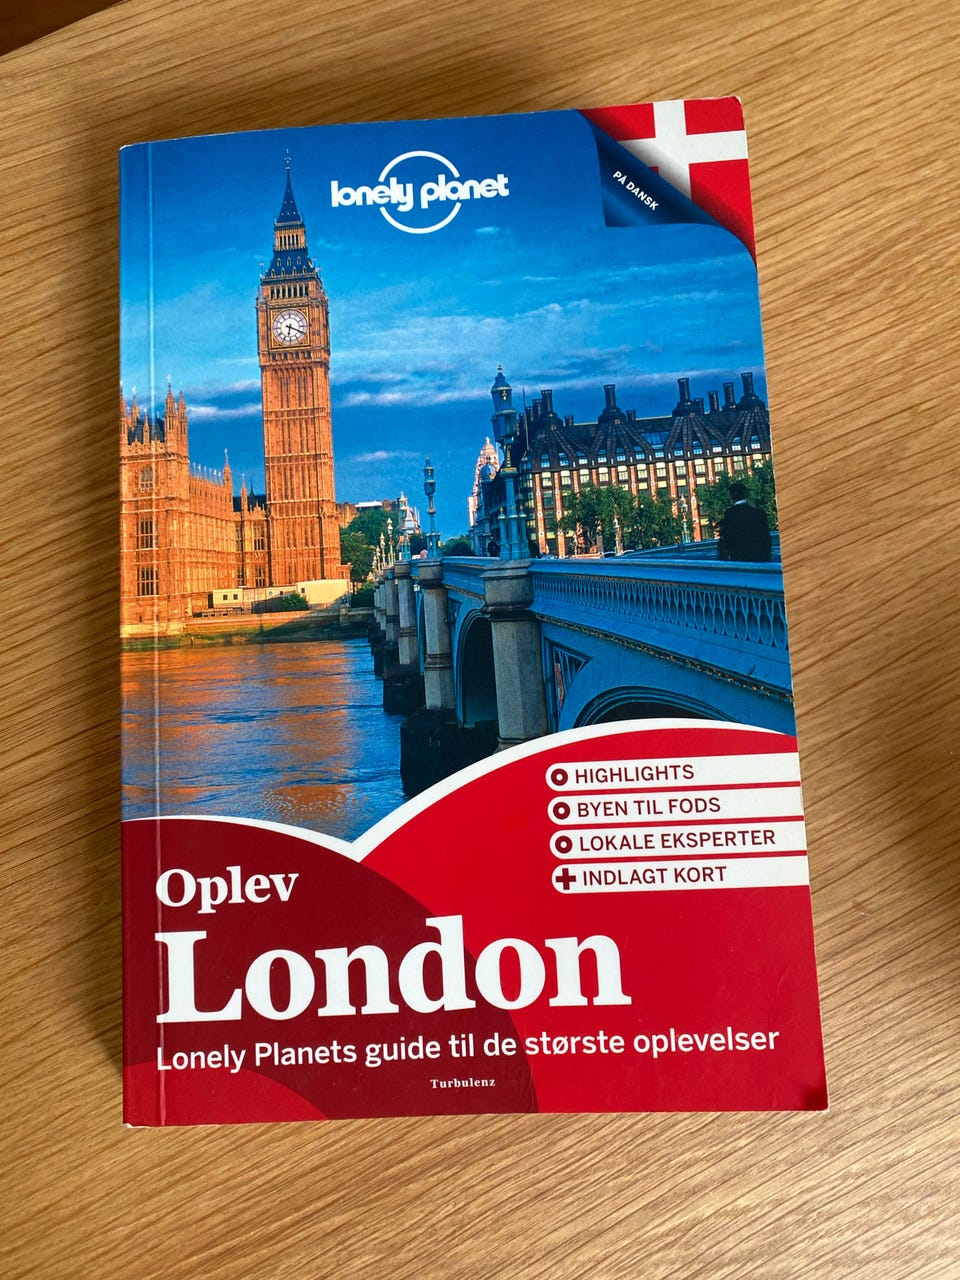 lonely planet
PÅ DANSK
HIGHLIGHTS
BYEN TIL FODS
LOKALE EKSPERTER
INDLAGT KORT
Oplev
London
Lonely Planets guide til de største oplevelser
Turbulenz